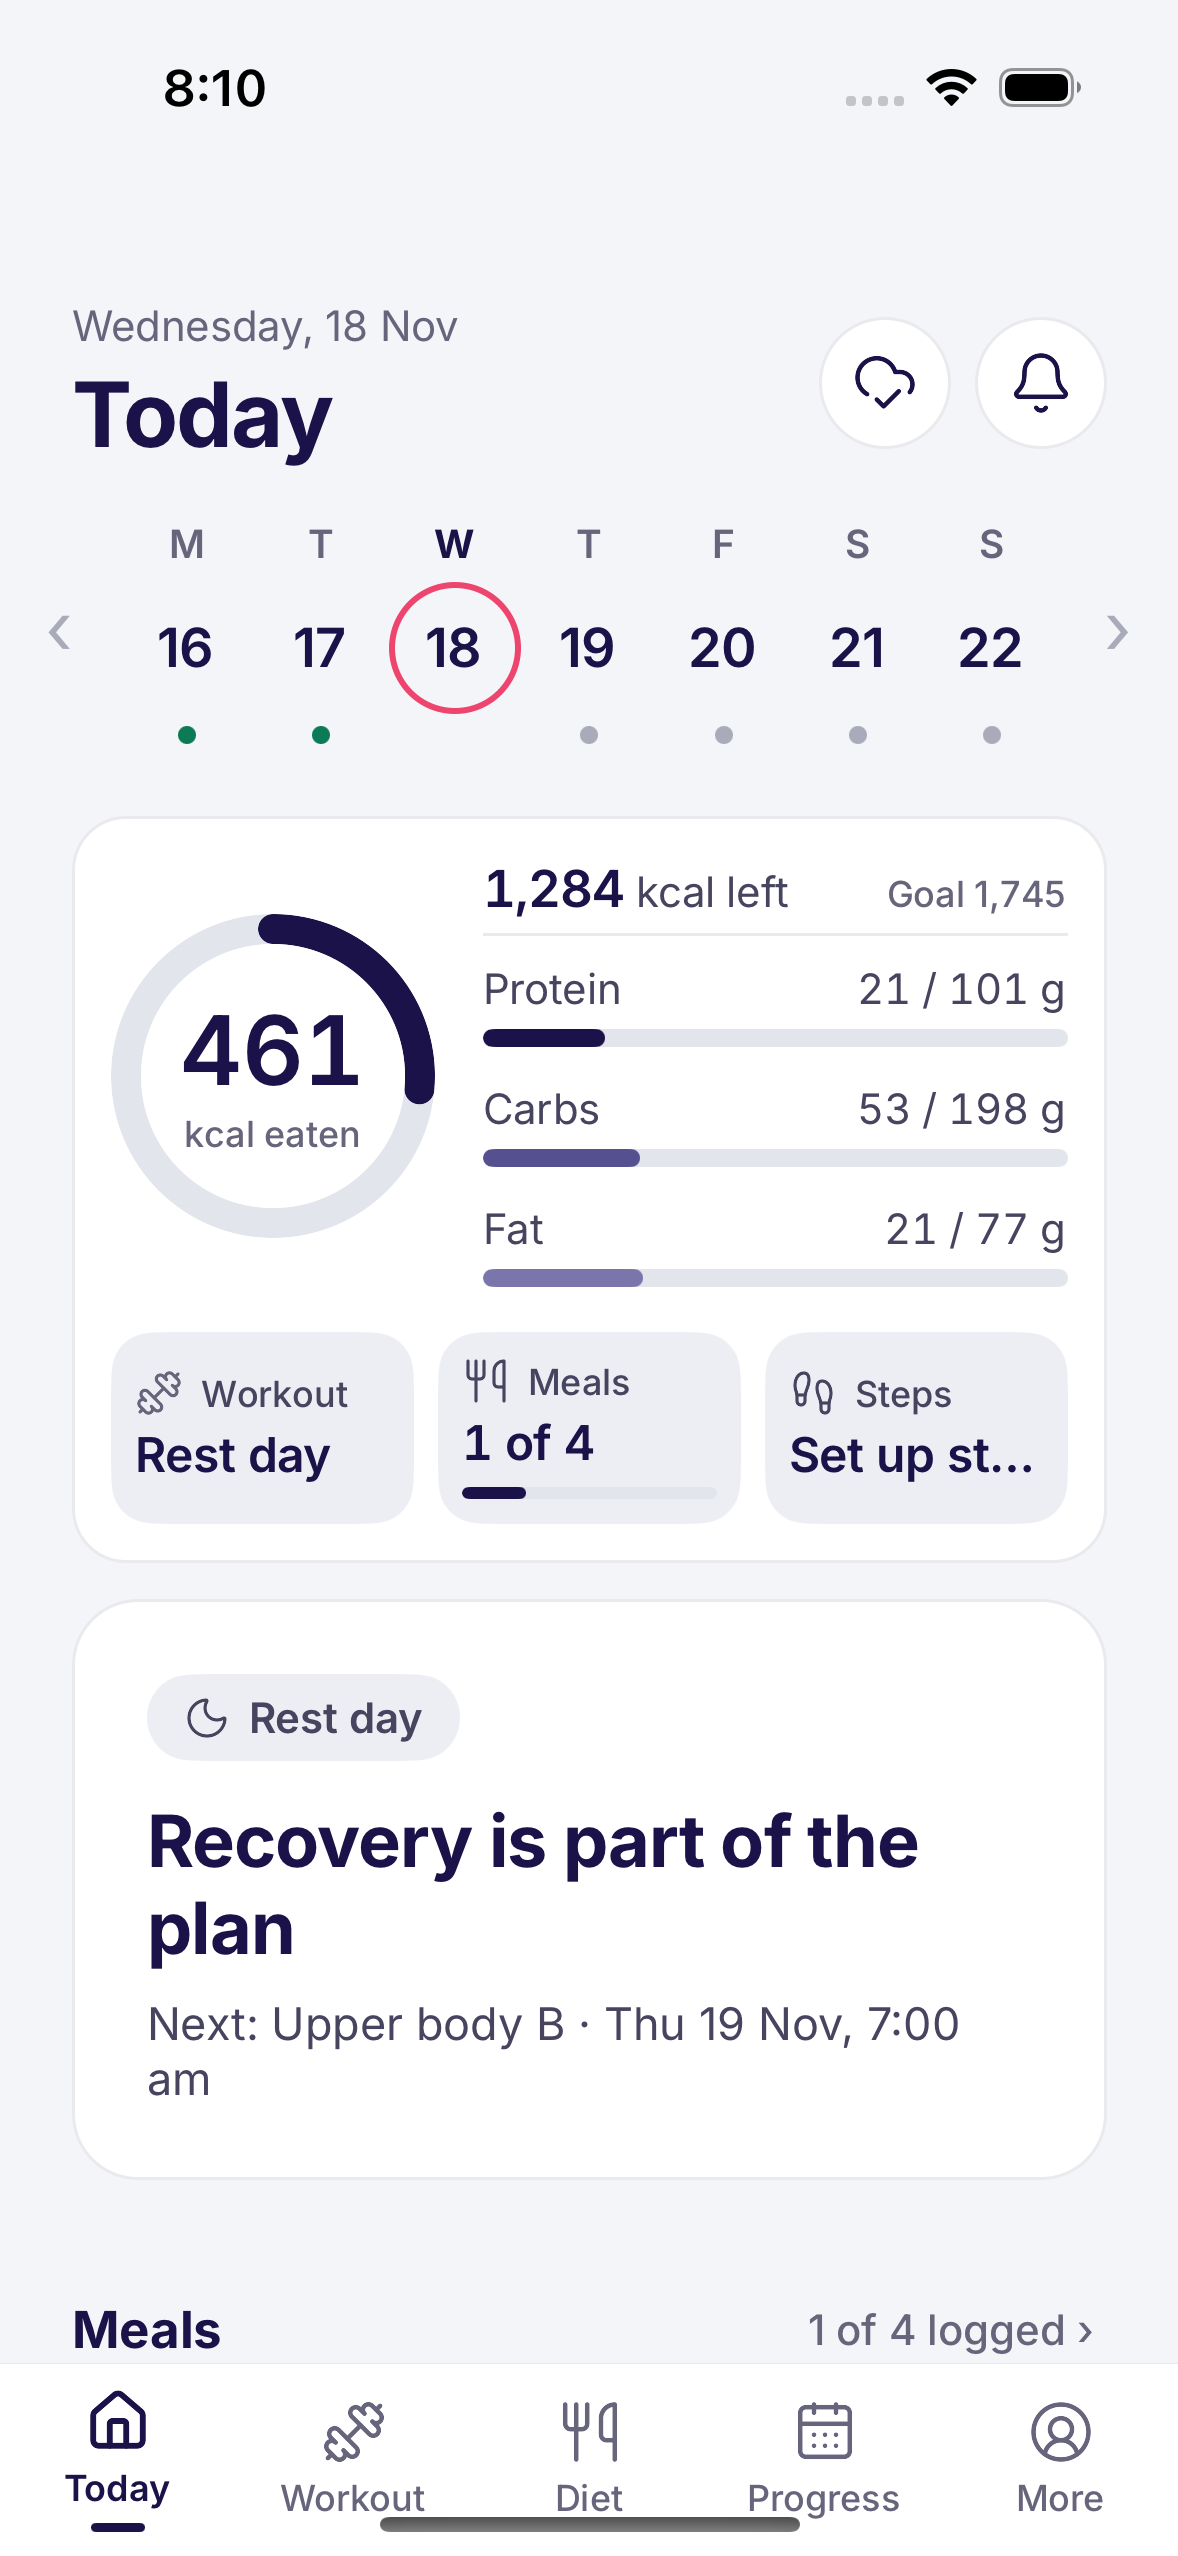 8:10
Wednesday, 18 Nov
Today
M T W T F S S
‹ 16 17 18 19 20 21 22 ›
1,284 kcal left Goal 1,745
461
kcal eaten
Protein 21 / 101 g
Carbs 53 / 198 g
Fat 21 / 77 g
Workout
Rest day
Meals
1 of 4
Steps
Set up st...
Rest day
Recovery is part of the
plan
Next: Upper body B · Thu 19 Nov, 7:00
am
Meals 1 of 4 logged ›
Today Workout Diet Progress More